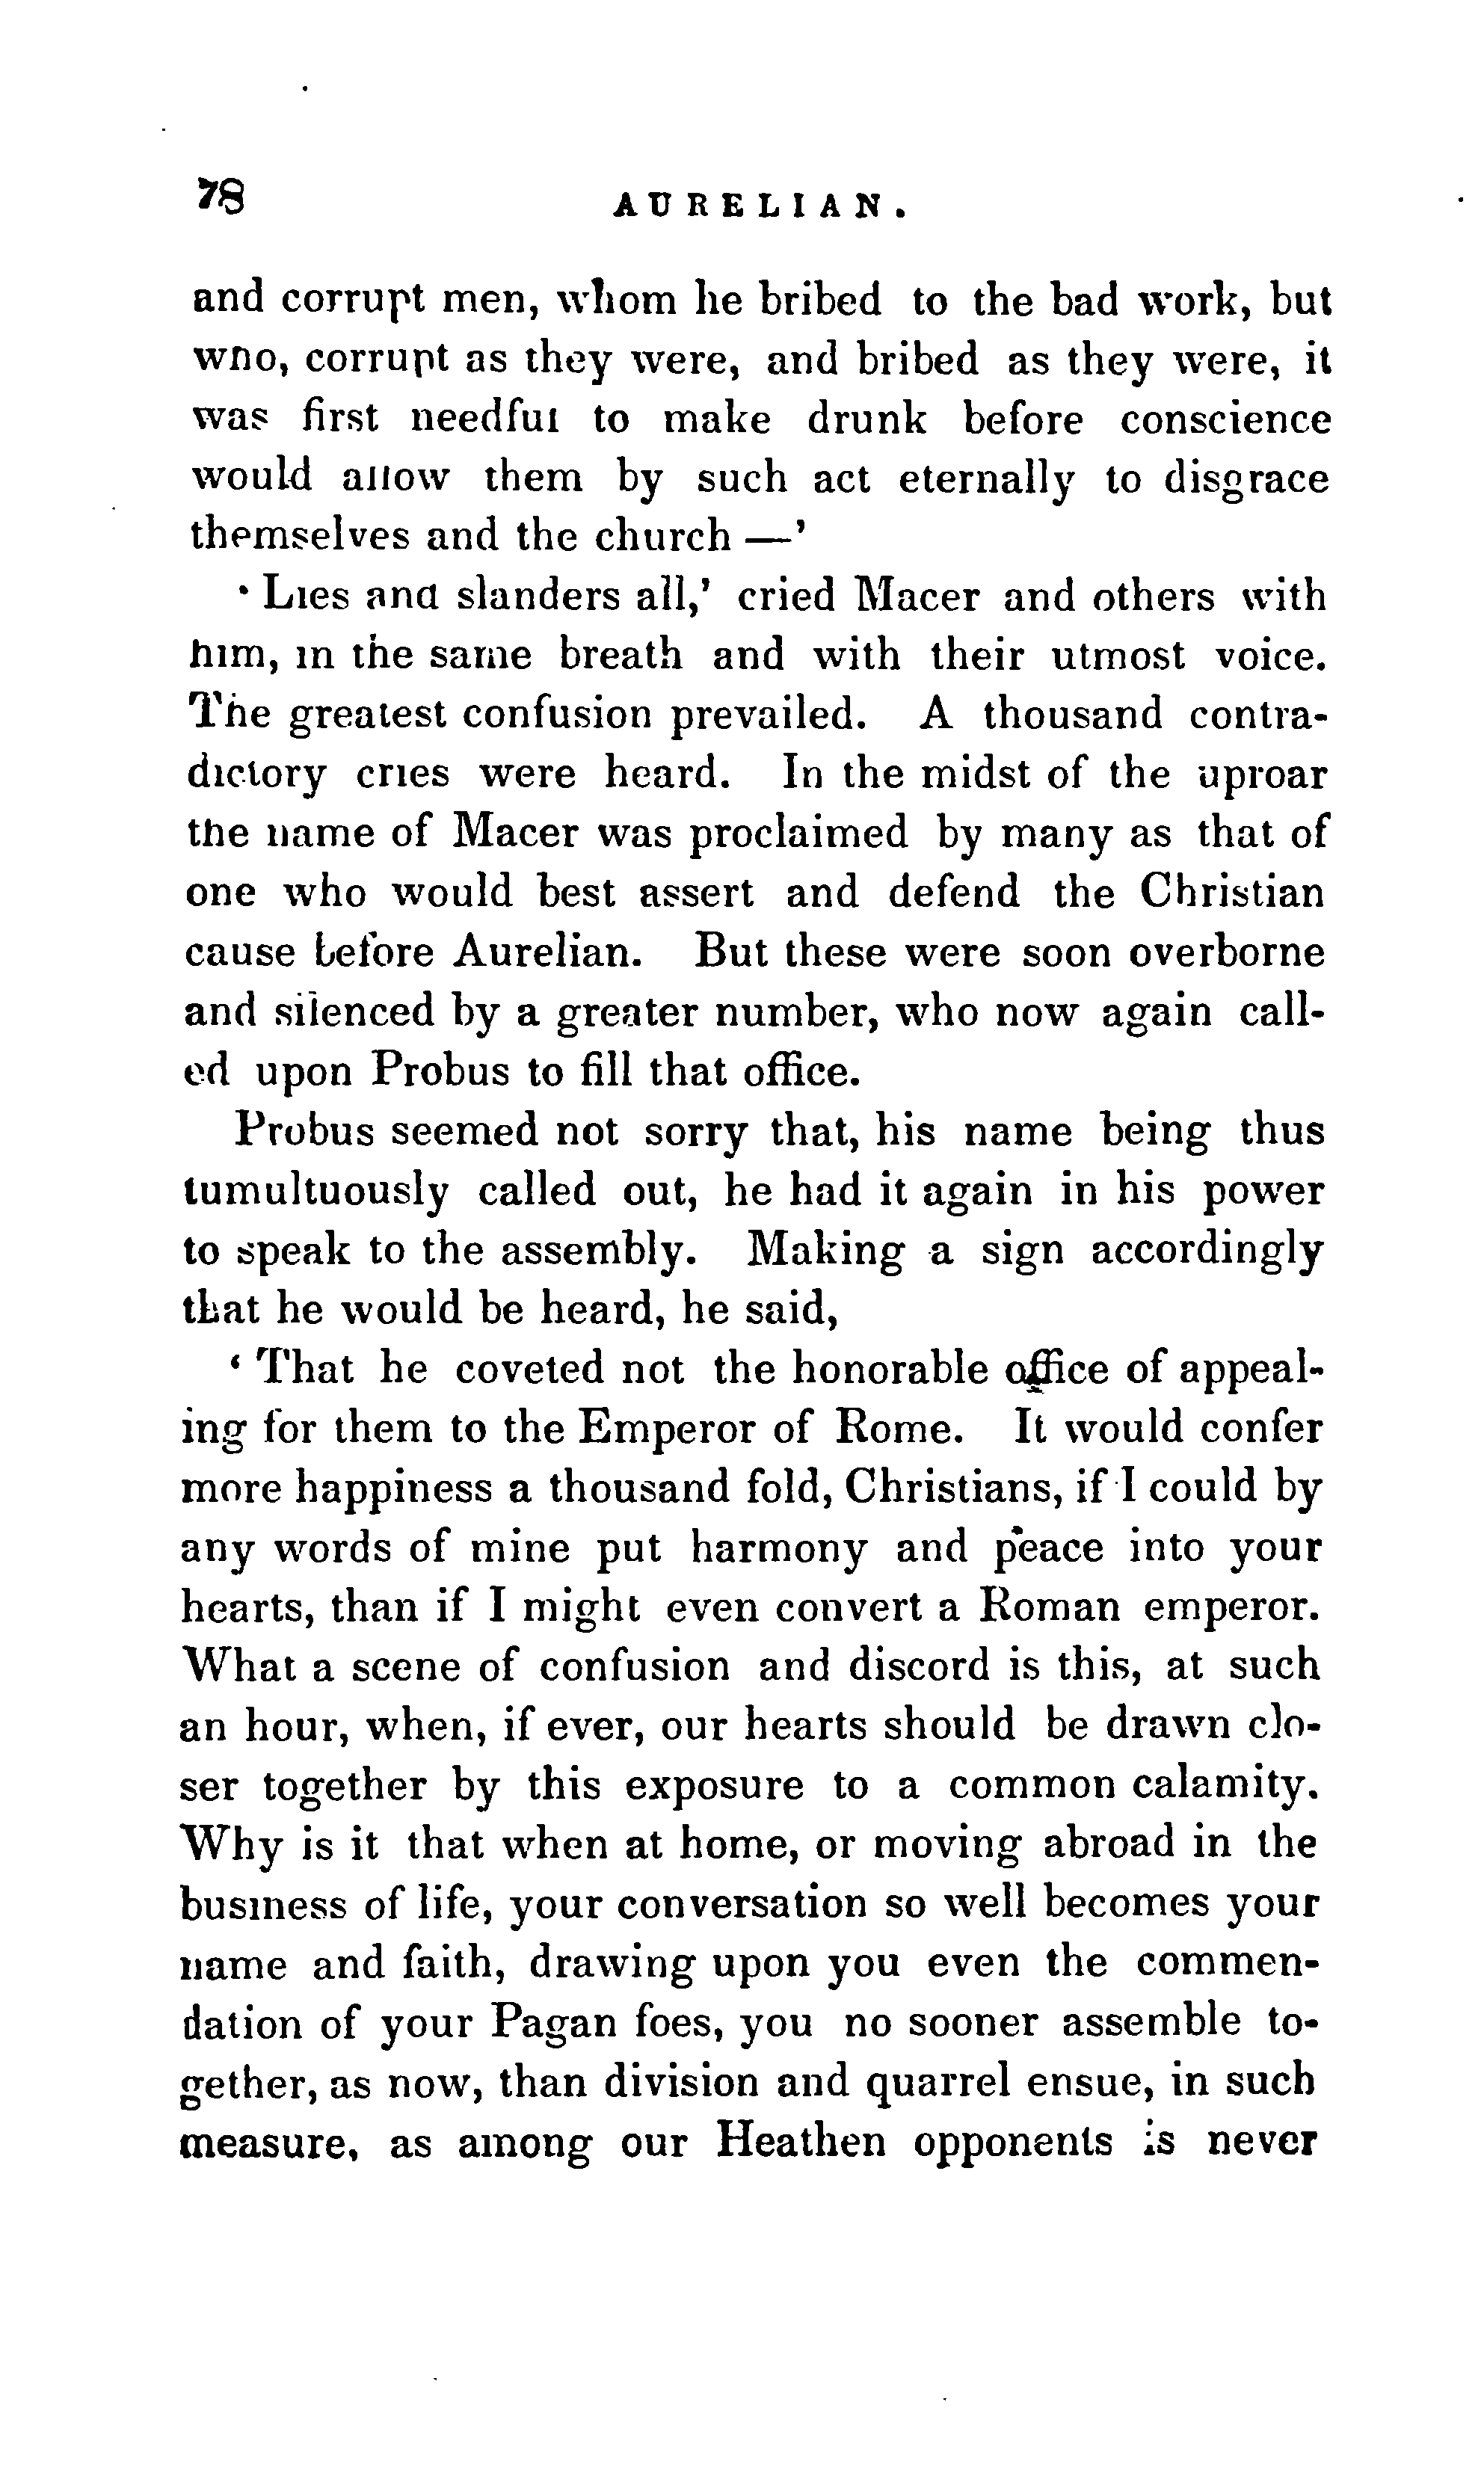 78 AURELIAN.
and corrupt men, whom he bribed to the bad work, but
who, corrupt as they were, and bribed as they were, it
was first needful to make drunk before conscience
would allow them by such act eternally to disgrace
themselves and the church —’
‘ Lies and slanders all,’ cried Macer and others with
him, in the same breath and with their utmost voice.
The greatest confusion prevailed. A thousand contra-
dictory cries were heard. In the midst of the uproar
the name of Macer was proclaimed by many as that of
one who would best assert and defend the Christian
cause before Aurelian. But these were soon overborne
and silenced by a greater number, who now again call-
ed upon Probus to fill that office.
Probus seemed not sorry that, his name being thus
tumultuously called out, he had it again in his power
to speak to the assembly. Making a sign accordingly
that he would be heard, he said,
‘ That he coveted not the honorable office of appeal-
ing for them to the Emperor of Rome. It would confer
more happiness a thousand fold, Christians, if I could by
any words of mine put harmony and peace into your
hearts, than if I might even convert a Roman emperor.
What a scene of confusion and discord is this, at such
an hour, when, if ever, our hearts should be drawn clo-
ser together by this exposure to a common calamity.
Why is it that when at home, or moving abroad in the
business of life, your conversation so well becomes your
name and faith, drawing upon you even the commen-
dation of your Pagan foes, you no sooner assemble to-
gether, as now, than division and quarrel ensue, in such
measure, as among our Heathen opponents is never